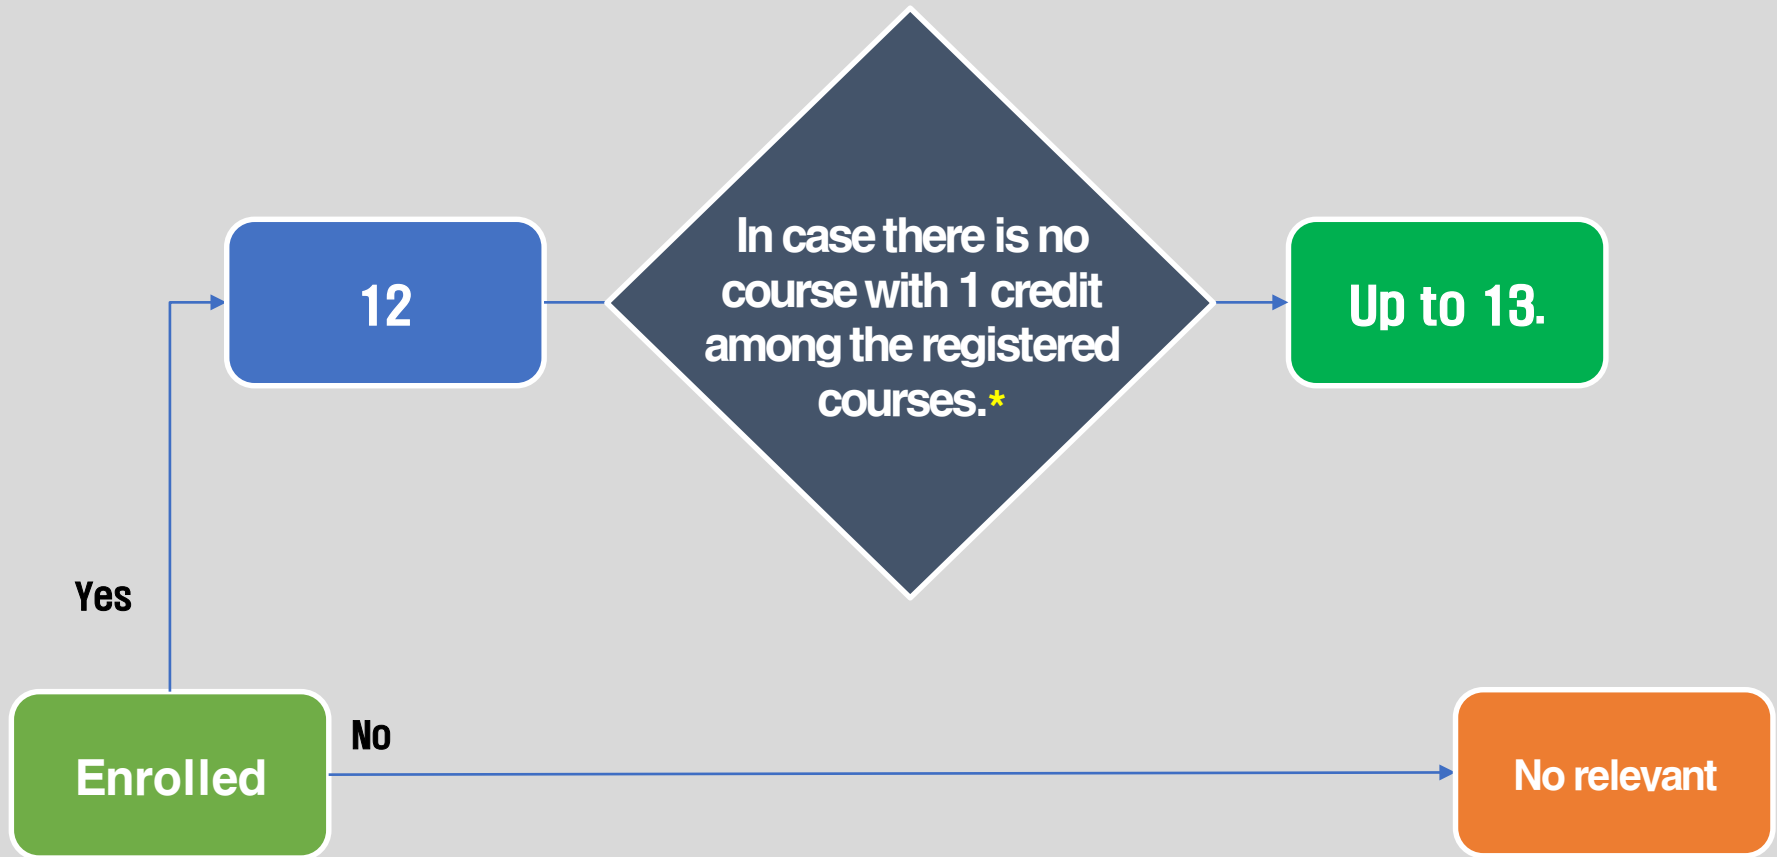 12
In case there is no
course with 1 credit
among the registered
courses.*
Up to 13.
Yes
No
Enrolled
No relevant